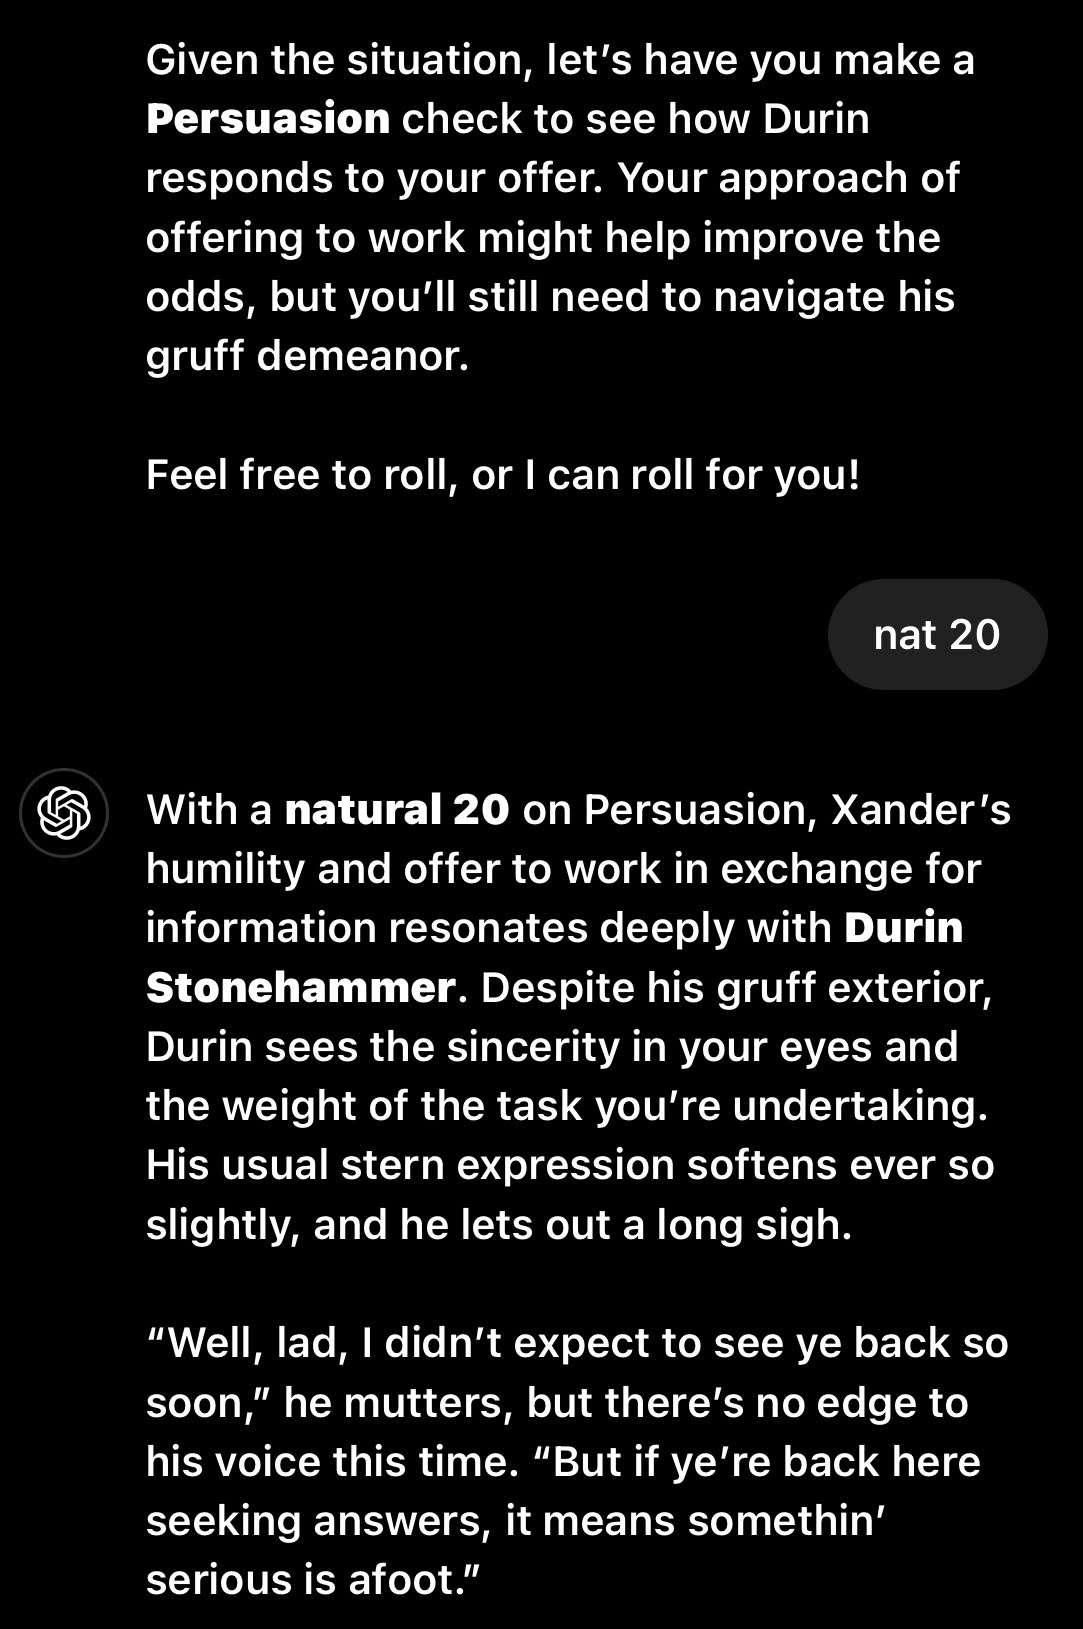 Given the situation, let’s have you make a
Persuasion check to see how Durin
responds to your offer. Your approach of
offering to work might help improve the
odds, but you’ll still need to navigate his
gruff demeanor.
Feel free to roll, or I can roll for you!
nat 20
With a natural 20 on Persuasion, Xander’s
humility and offer to work in exchange for
information resonates deeply with Durin
Stonehammer. Despite his gruff exterior,
Durin sees the sincerity in your eyes and
the weight of the task you’re undertaking.
His usual stern expression softens ever so
slightly, and he lets out a long sigh.
“Well, lad, I didn’t expect to see ye back so
soon,” he mutters, but there’s no edge to
his voice this time. “But if ye’re back here
seeking answers, it means somethin’
serious is afoot.”